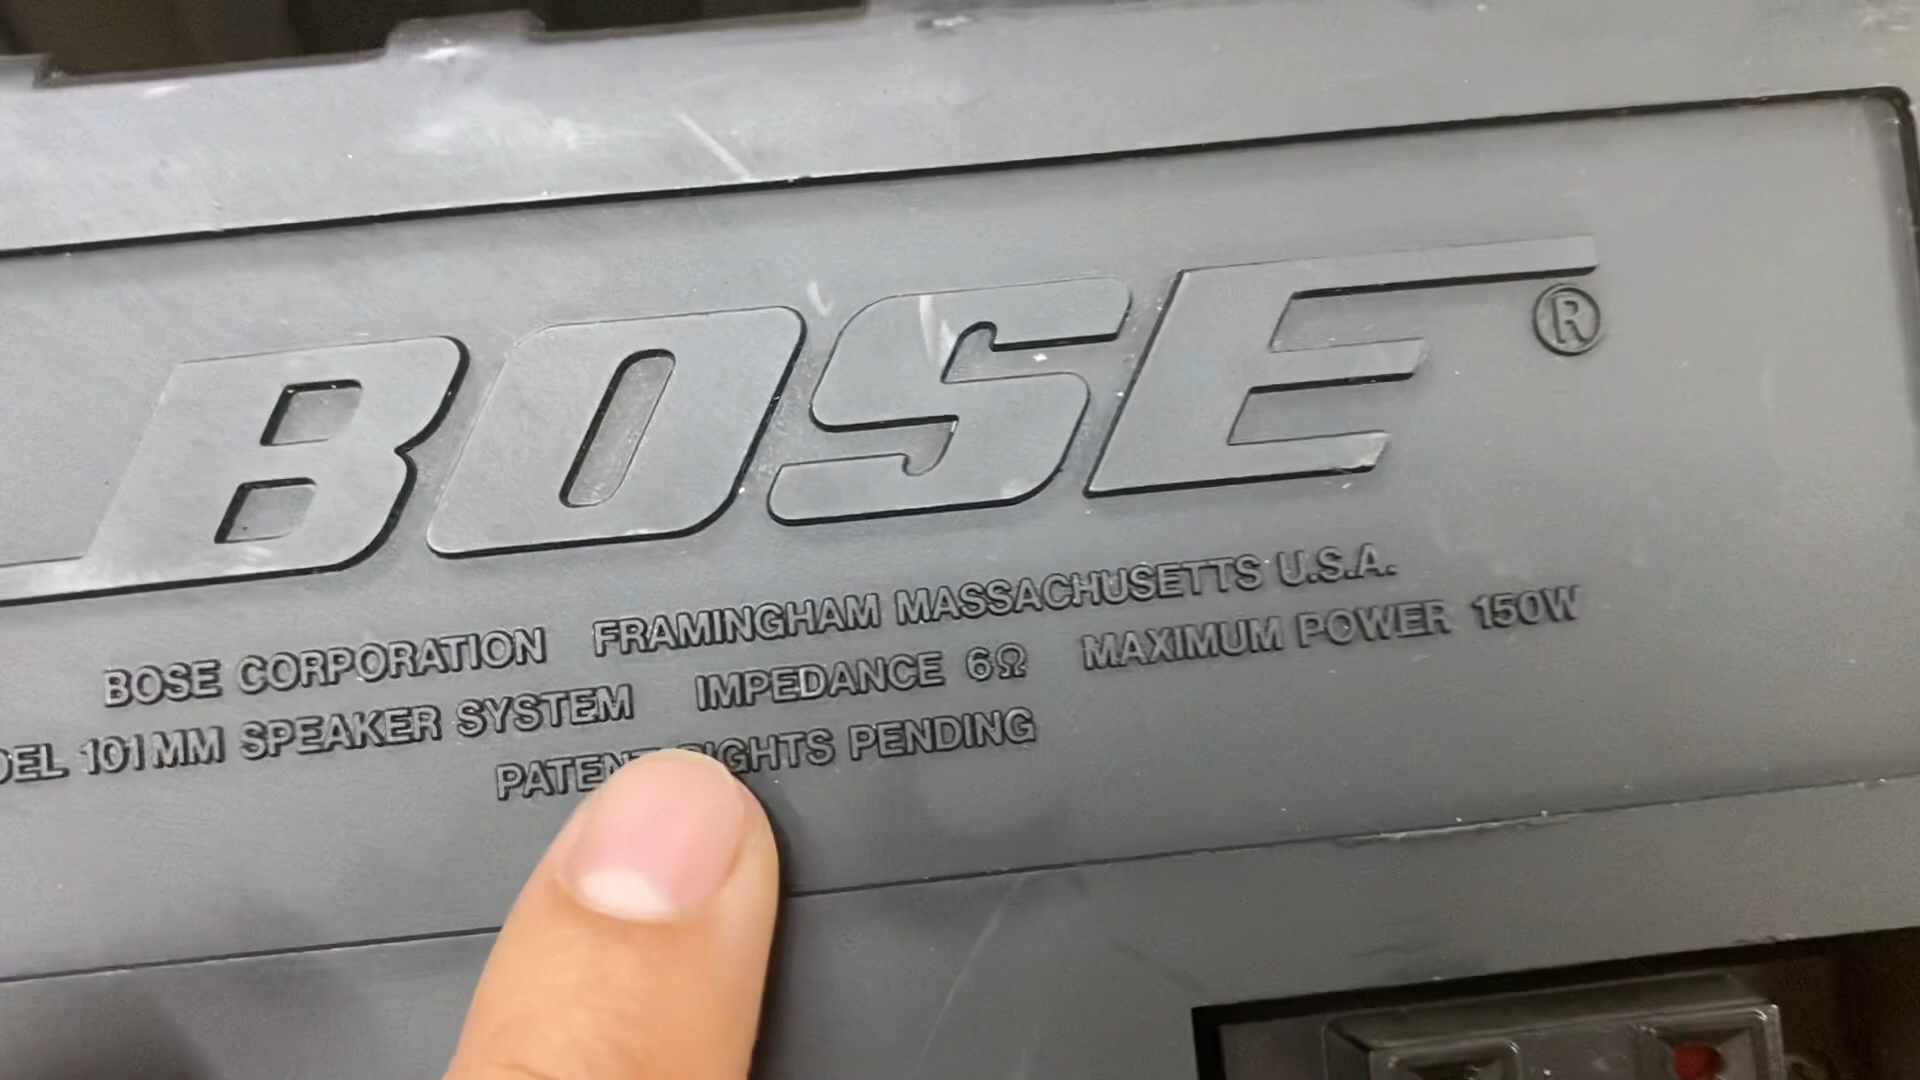 BOSE®
BOSE CORPORATION FRAMINGHAM MASSACHUSETTS U.S.A.
101MM SPEAKER SYSTEM IMPEDANCE 6Ω MAXIMUM POWER 150W
PENDING